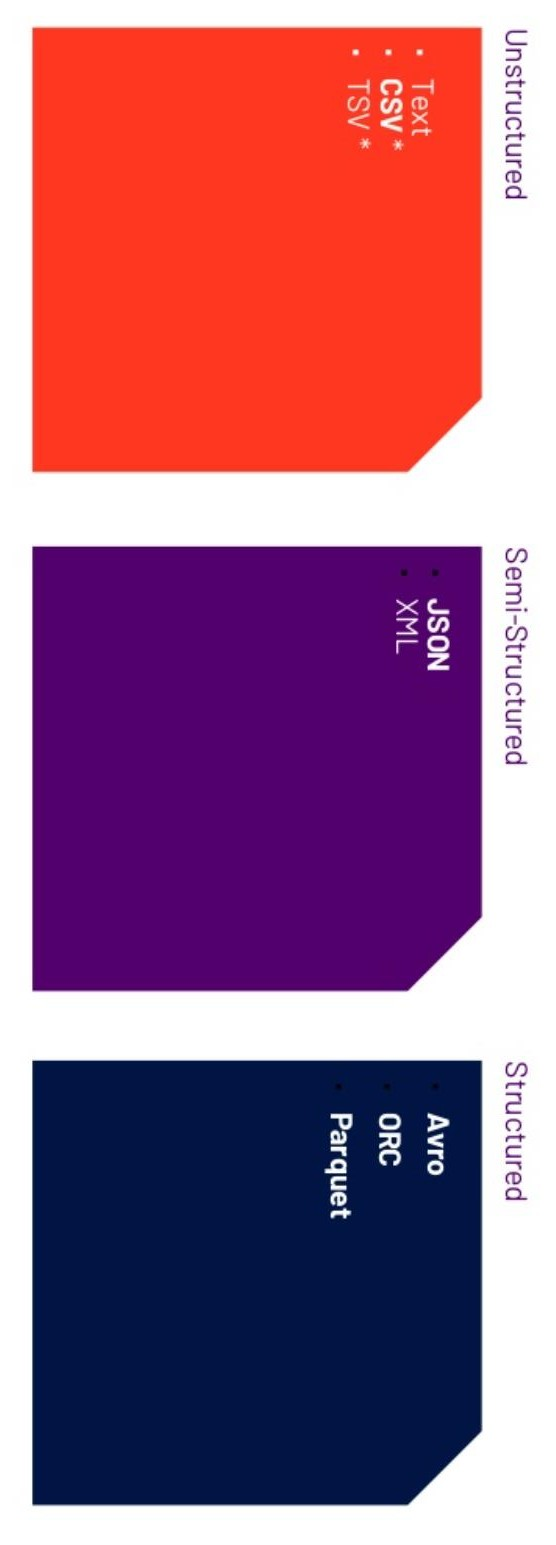 Unstructured
Text
CSV *
TSV *
Semi-Structured
JSON
XML
Structured
Avro
ORC
Parquet